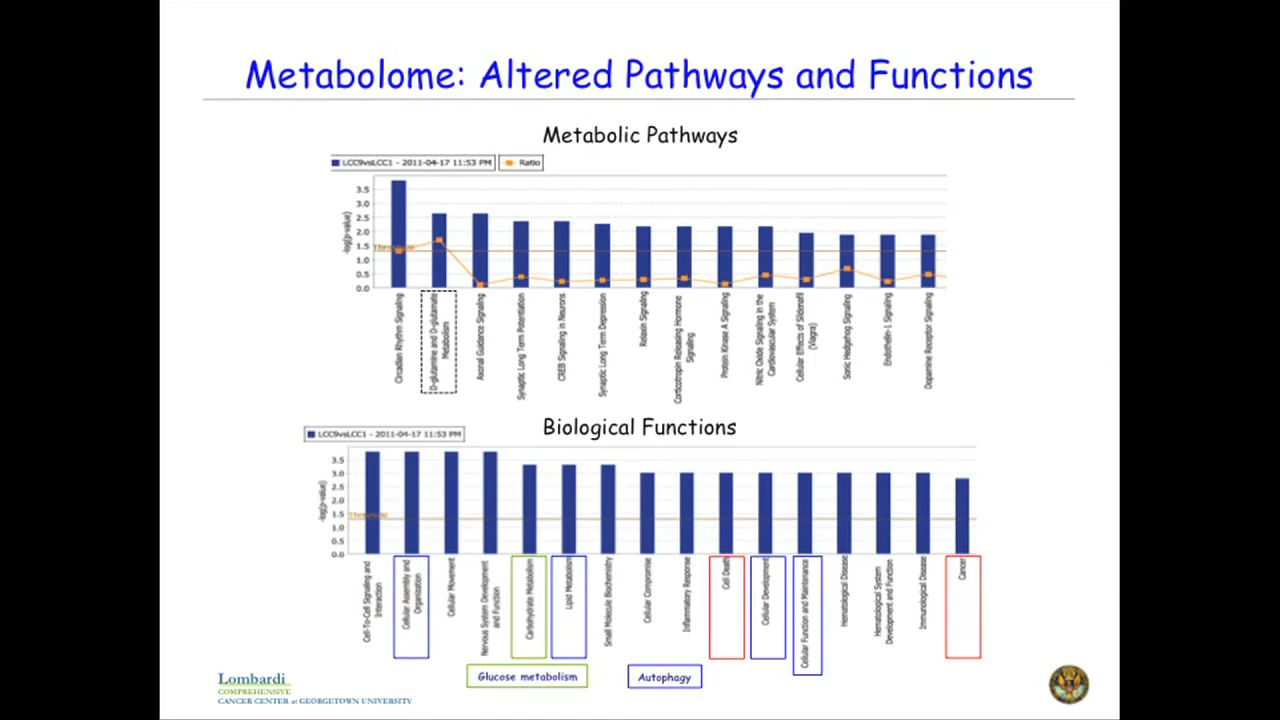 Metabolome: Altered Pathways and Functions
Metabolic Pathways
LCC9vsLCC1 - 2011-04-17 11:53 PM
Ratio
-log(p-value)
3.5
3.0
2.5
2.0
1.5
1.0
0.5
0.0
Threshold
Circadian Rhythm Signaling
D-glutamine and D-glutamate
Metabolism
Axonal Guidance Signaling
Synaptic Long Term Potentiation
CREB Signaling in Neurons
Synaptic Long Term Depression
Relaxin Signaling
Corticotropin Releasing Hormone
Signaling
Protein Kinase A Signaling
Nitric Oxide Signaling in the
Cardiovascular System
Cellular Effects of Sildenafil
(Viagra)
Sonic Hedgehog Signaling
Endothelin-1 Signaling
Dopamine Receptor Signaling
Biological Functions
LCC9vsLCC1 - 2011-04-17 11:53 PM
-log(p-value)
3.5
3.0
2.5
2.0
1.5
1.0
0.5
0.0
Threshold
Cell-To-Cell Signaling and
Interaction
Cellular Assembly and
Organization
Cellular Movement
Nervous System Development
and Function
Carbohydrate Metabolism
Lipid Metabolism
Small Molecule Biochemistry
Cellular Compromise
Inflammatory Response
Cell Death
Cellular Development
Cellular Function and Maintenance
Hematological Disease
Hematological System
Development and Function
Immunological Disease
Cancer
Glucose metabolism
Autophagy
Lombardi
COMPREHENSIVE
CANCER CENTER at GEORGETOWN UNIVERSITY